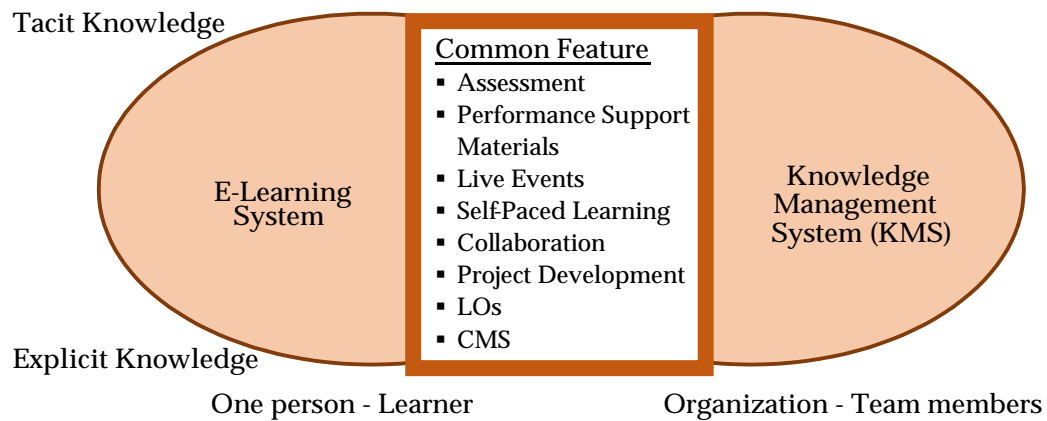 Tacit Knowledge
Common Feature
▪ Assessment
▪ Performance Support
Materials
▪ Live Events
▪ Self-Paced Learning
▪ Collaboration
▪ Project Development
▪ LOs
▪ CMS
E-Learning
System
Knowledge
Management
System (KMS)
Explicit Knowledge
One person - Learner
Organization - Team members